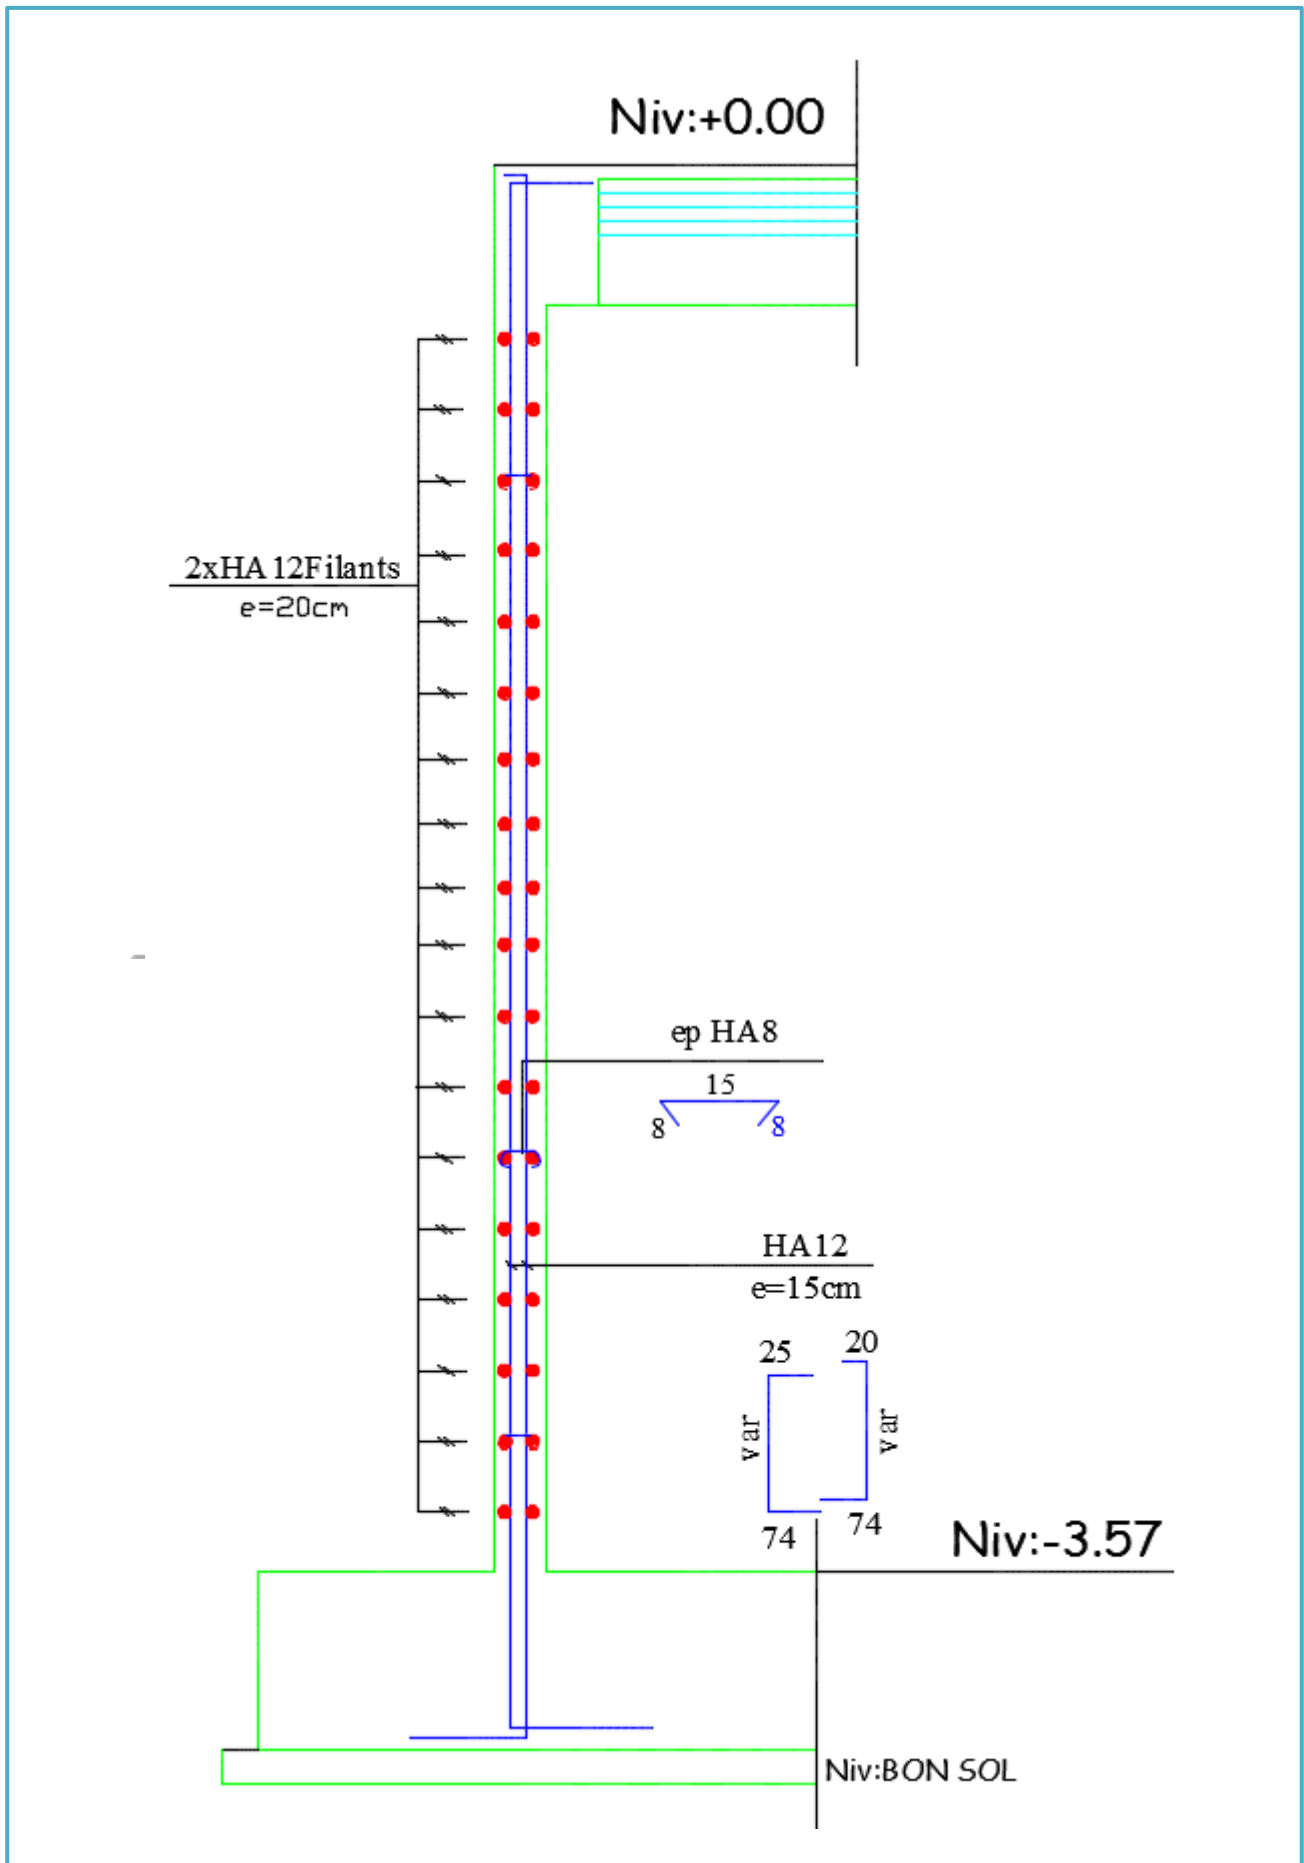 Niv:+0.00
2xHA12Filants
e=20cm
ep HA8
15
8
8
HA12
e=15cm
25
20
var
var
74
74
Niv:-3.57
Niv:BON SOL